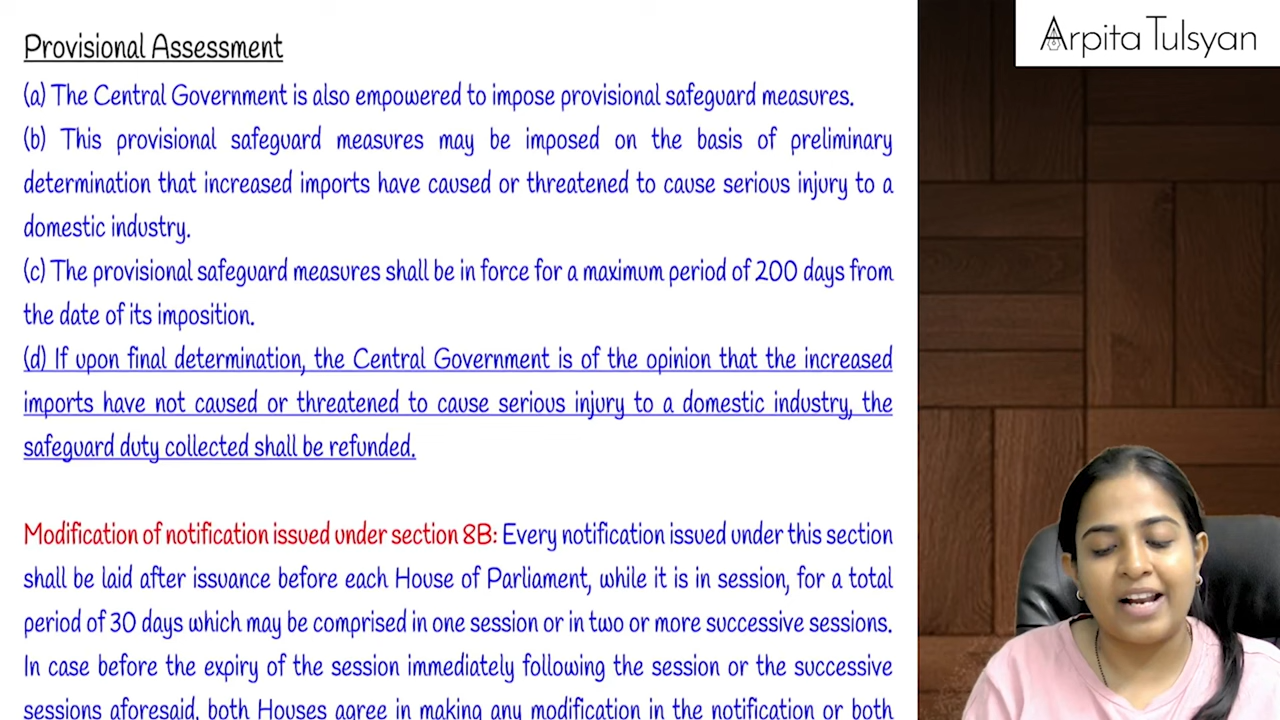 Provisional Assessment
Arpita Tulsyan
(a) The Central Government is also empowered to impose provisional safeguard measures.
(b) This provisional safeguard measures may be imposed on the basis of preliminary
determination that increased imports have caused or threatened to cause serious injury to a
domestic industry.
(c) The provisional safeguard measures shall be in force for a maximum period of 200 days from
the date of its imposition.
(d) If upon final determination, the Central Government is of the opinion that the increased
imports have not caused or threatened to cause serious injury to a domestic industry, the
safeguard duty collected shall be refunded.
Modification of notification issued under section 8B: Every notification issued under this section
shall be laid after issuance before each House of Parliament, while it is in session, for a total
period of 30 days which may be comprised in one session or in two or more successive sessions.
In case before the expiry of the session immediately following the session or the successive
sessions aforesaid, both Houses agree in making any modification in the notification or both